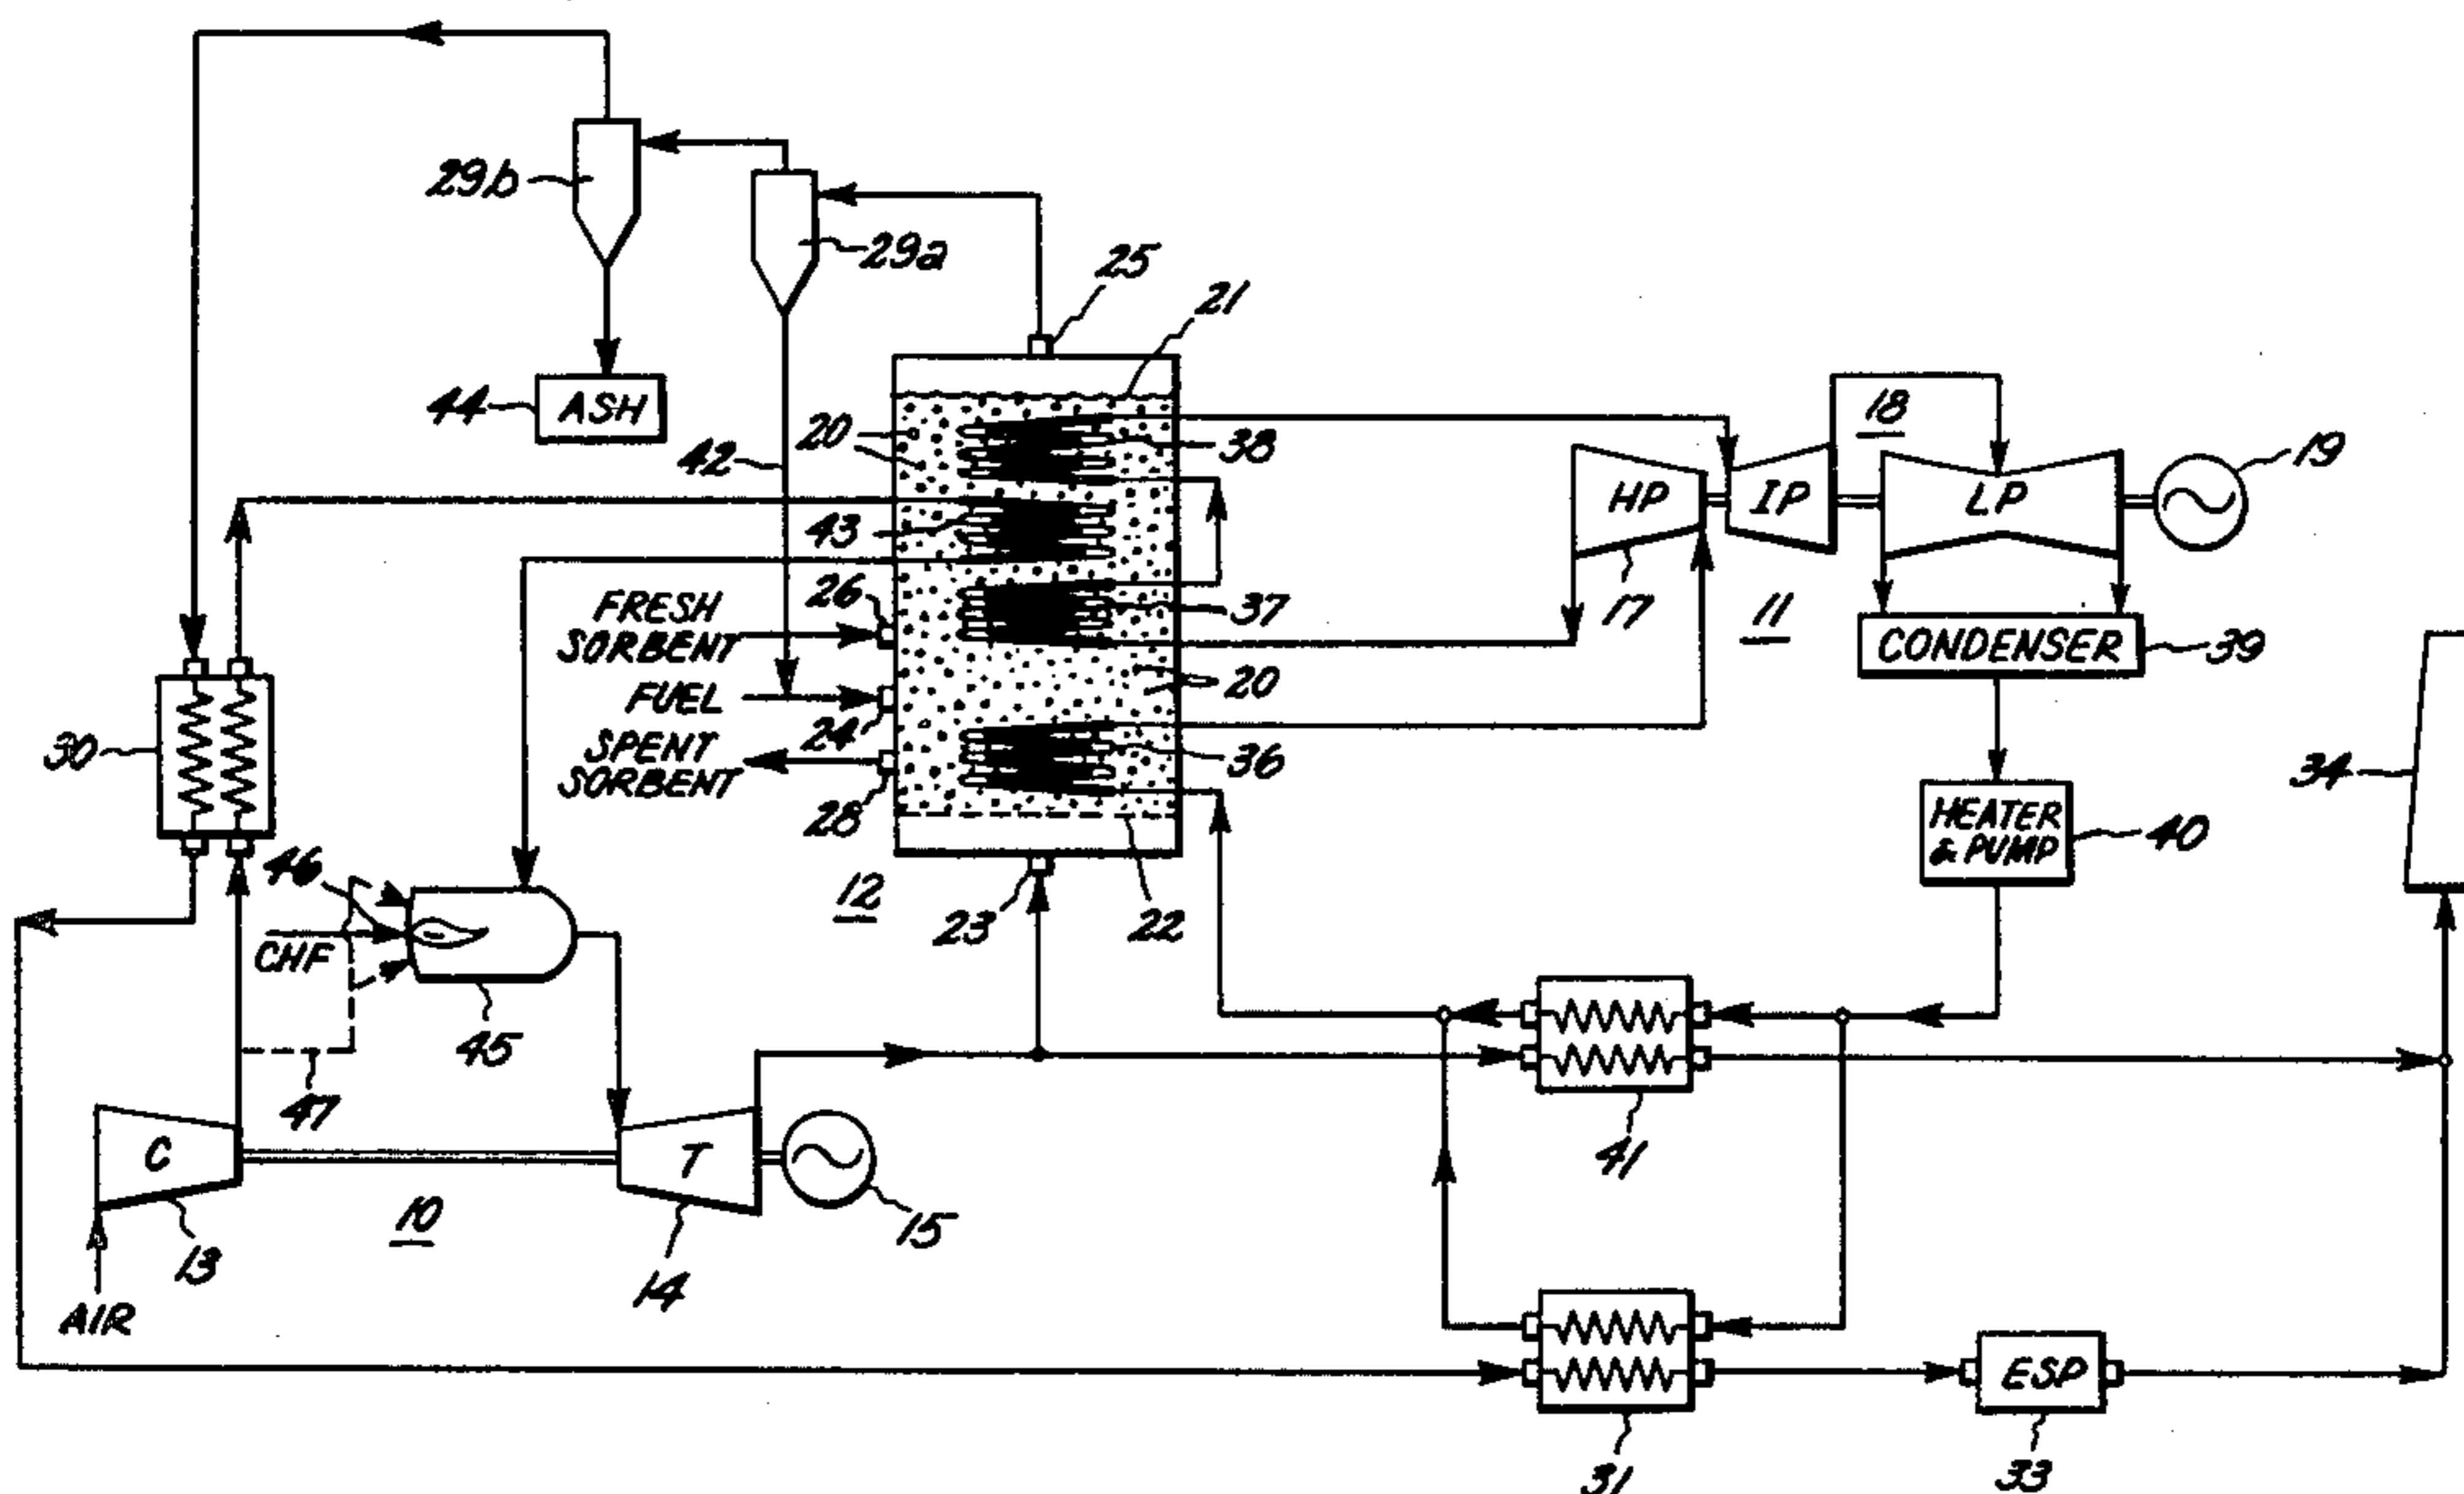 29b
29a
25
21
44
ASH
42
20
38
18
19
HP
IP
LP
43
26
FRESH
SORBENT
37
17
11
CONDENSER
39
FUEL
24
20
30
SPENT
SORBENT
28
36
34
HEATER
& PUMP
40
46
CHF
12
23
22
45
47
C
T
41
10
15
13
14
AIR
ESP
31
33